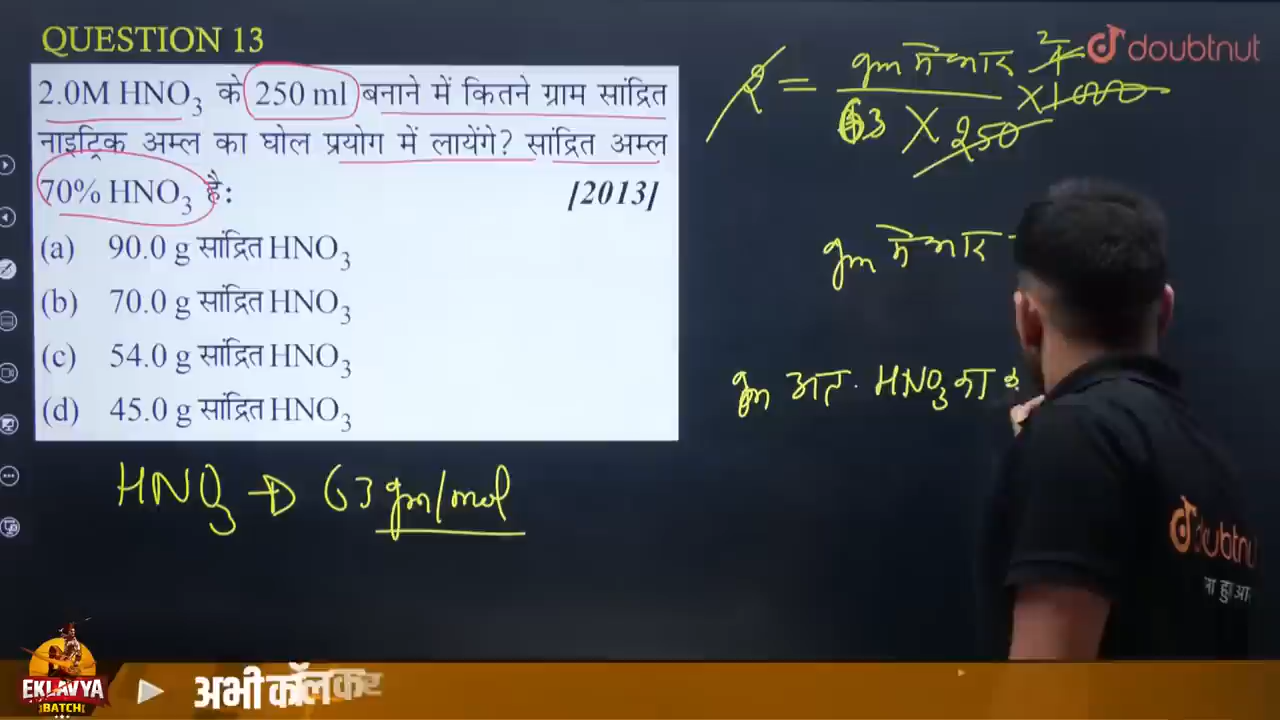 QUESTION 13
2.0M HNO3 के 250 ml बनाने में कितने ग्राम सांद्रित
नाइट्रिक अम्ल का घोल प्रयोग में लायेंगे? सांद्रित अम्ल
70% HNO3 है:
[2013]
(a) 90.0 g सांद्रित HNO3
(b) 70.0 g सांद्रित HNO3
(c) 54.0 g सांद्रित HNO3
(d) 45.0 g सांद्रित HNO3
HNO3 → 63 gm/mol
doubtnut
2 = gm में भार × 1000
63 × 250
gm में भार
gm HNO3 का
doubtnu
EKLAVYA
BATCH
अभी कॉल कर